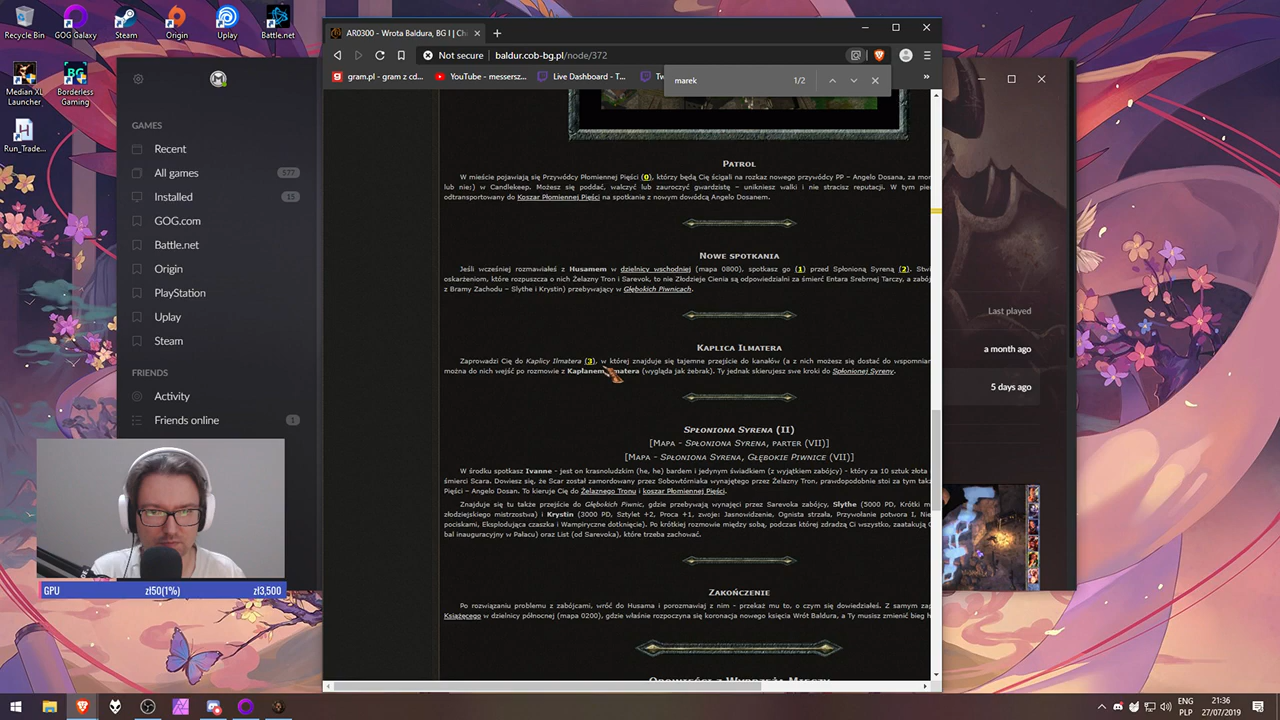 Recycle Bin
GOG Galaxy
Steam
Origin
Uplay
Battle.net
Median XL
Launcher
Borderless
Gaming
Run_Trade...
GAMES
Recent
All games
377
Installed
15
GOG.com
Battle.net
Origin
PlayStation
Uplay
Steam
FRIENDS
Activity
Friends online
1
GPU
zł50(1%)
zł3,500
AR0300 - Wrota Baldura, BG I | Ch
Not secure
baldur.cob-bg.pl/node/372
gram.pl - gram z cd...
YouTube - messersz...
Live Dashboard - T...
marek
1/2
PATROL
W mieście pojawiają się Przywódcy Płomiennej Pięści (0), którzy będą Cię ścigali na rozkaz nowego przywódcy PP – Angelo Dosana, za mo
lub nie;) w Candlekeep. Możesz się poddać, walczyć lub zauroczyć gwardzistę – unikniesz walki i nie stracisz reputacji. W tym pie
odtransportowany do Koszar Płomiennej Pięści na spotkanie z nowym dowódcą Angelo Dosanem.
NOWE SPOTKANIA
Jeśli wcześniej rozmawiałeś z Husamem w dzielnicy wschodniej (mapa 0800), spotkasz go (1) przed Spłonioną Syreną (2). Stwi
oskarżeniom, które rozpuszcza o nich Żelazny Tron i Sarevok, to nie Złodzieje Cienia są odpowiedzialni za śmierć Entara Srebrnej Tarczy, a zabój
z Bramy Zachodu – Slythe i Krystin) przebywający w Głębokich Piwnicach.
KAPLICA ILMATERA
Zaprowadzi Cię do Kaplicy Ilmatera (3), w której znajduje się tajemne przejście do kanałów (a z nich możesz się dostać do wspomnian
można do nich wejść po rozmowie z Kapłanem Ilmatera (wygląda jak żebrak). Ty jednak skierujesz swe kroki do Spłonionej Syreny.
SPŁONIONA SYRENA (II)
[MAPA - SPŁONIONA SYRENA, PARTER (VII)]
[MAPA - SPŁONIONA SYRENA, GŁĘBOKIE PIWNICE (VII)]
W środku spotkasz Ivanne - jest on krasnoludzkim (he, he) bardem i jedynym świadkiem (z wyjątkiem zabójcy) - który za 10 sztuk złota
śmierci Scara. Dowiesz się, że Scar został zamordowany przez Sobowtórniaka wynajętego przez Żelazny Tron, prawdopodobnie stoi za tym tak
Pięści – Angelo Dosan. To kieruje Cię do Żelaznego Tronu i koszar Płomiennej Pięści.
Znajduje się tu także przejście do Głębokich Piwnic, gdzie przebywają wynajęci przez Sarevoka zabójcy, Slythe (5000 PD, Krótki m
złodziejskiego mistrzostwa) i Krystin (3000 PD, Sztylet +2, Proca +1, zwoje: Jasnowidzenie, Ognista strzała, Przywołanie potwora I, Nie
pociskami, Eksplodująca czaszka i Wampiryczne dotknięcie). Po krótkiej rozmowie między sobą, podczas której zdradzą Ci wszystko, zaatakują C
bal inauguracyjny w Pałacu) oraz List (od Sarevoka), które trzeba zachować.
ZAKOŃCZENIE
Po rozwiązaniu problemu z zabójcami, wróć do Husama i porozmawiaj z nim - przekaż mu to, o czym się dowiedziałeś. Z samym zap
Książęcego w dzielnicy północnej (mapa 0200), gdzie właśnie rozpoczyna się koronacja nowego księcia Wrót Baldura, a Ty musisz zmienić bieg h
OPOWIEŚCI Z WYBRZEŻA MIECZY
Last played
a month ago
5 days ago
ENG
PLP
21:36
27/07/2019